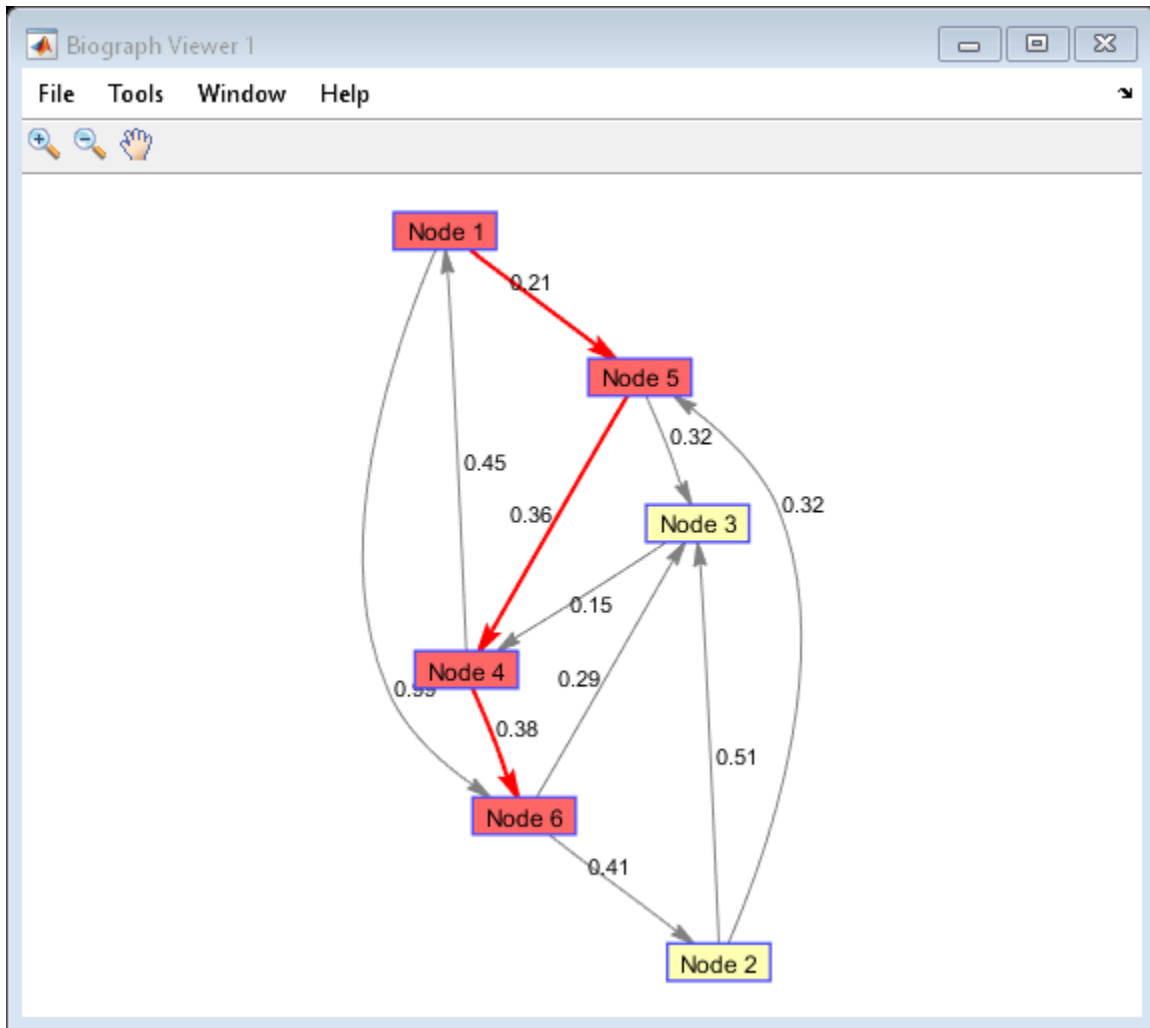 Biograph Viewer 1
File Tools Window Help
Node 1
0.21
Node 5
0.32
0.45
0.32
0.36
Node 3
0.15
Node 4
0.29
0.99
0.38
0.51
Node 6
0.41
Node 2